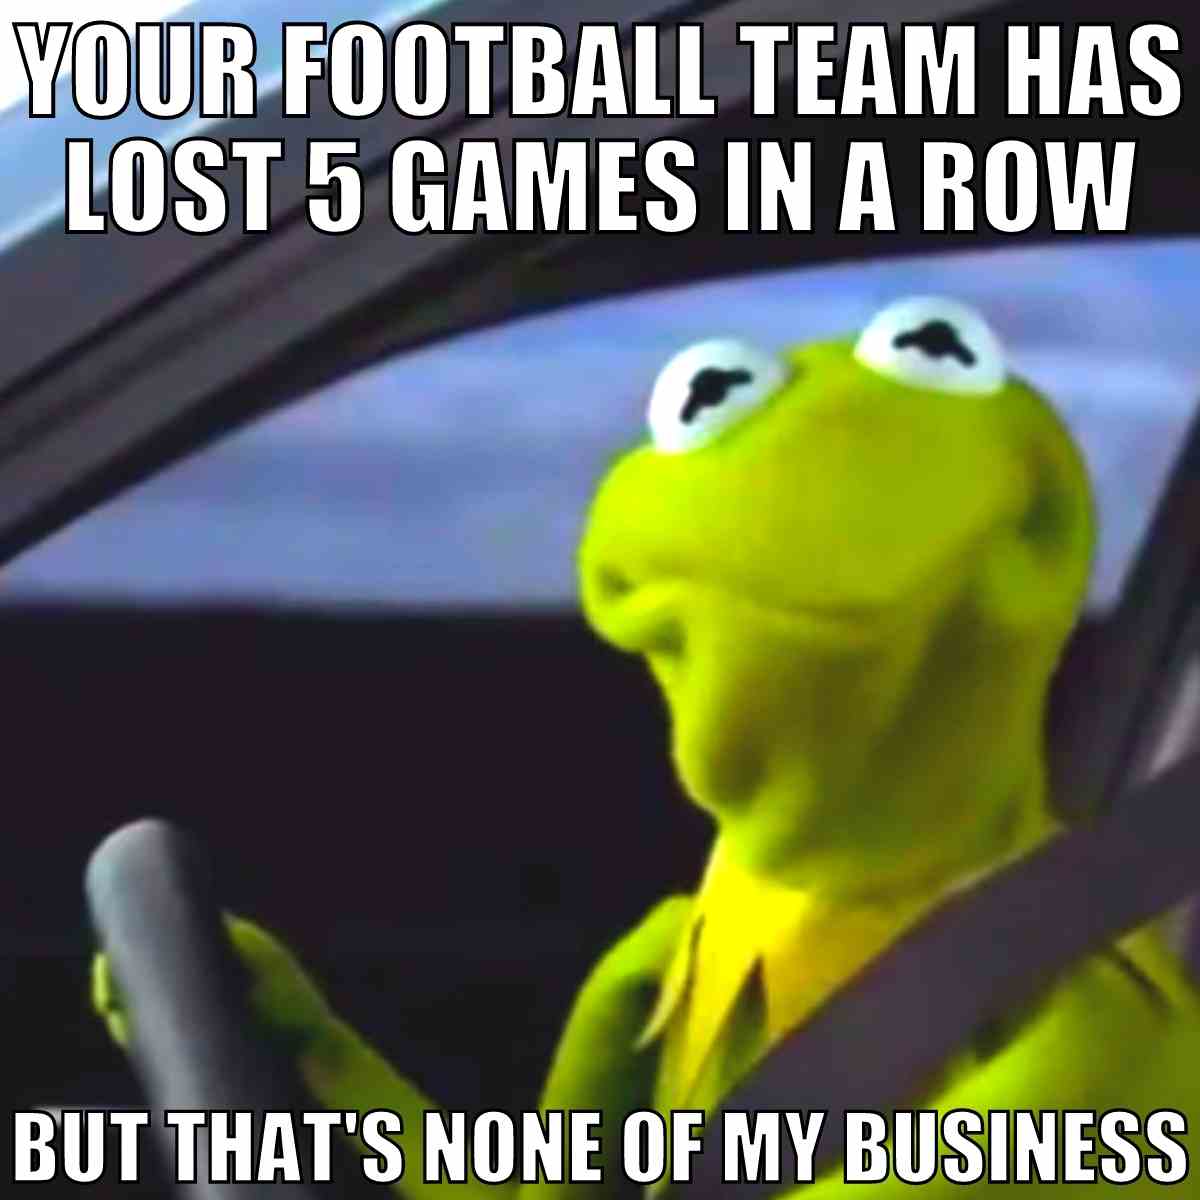 YOUR FOOTBALL TEAM HAS
LOST 5 GAMES IN A ROW
BUT THAT'S NONE OF MY BUSINESS